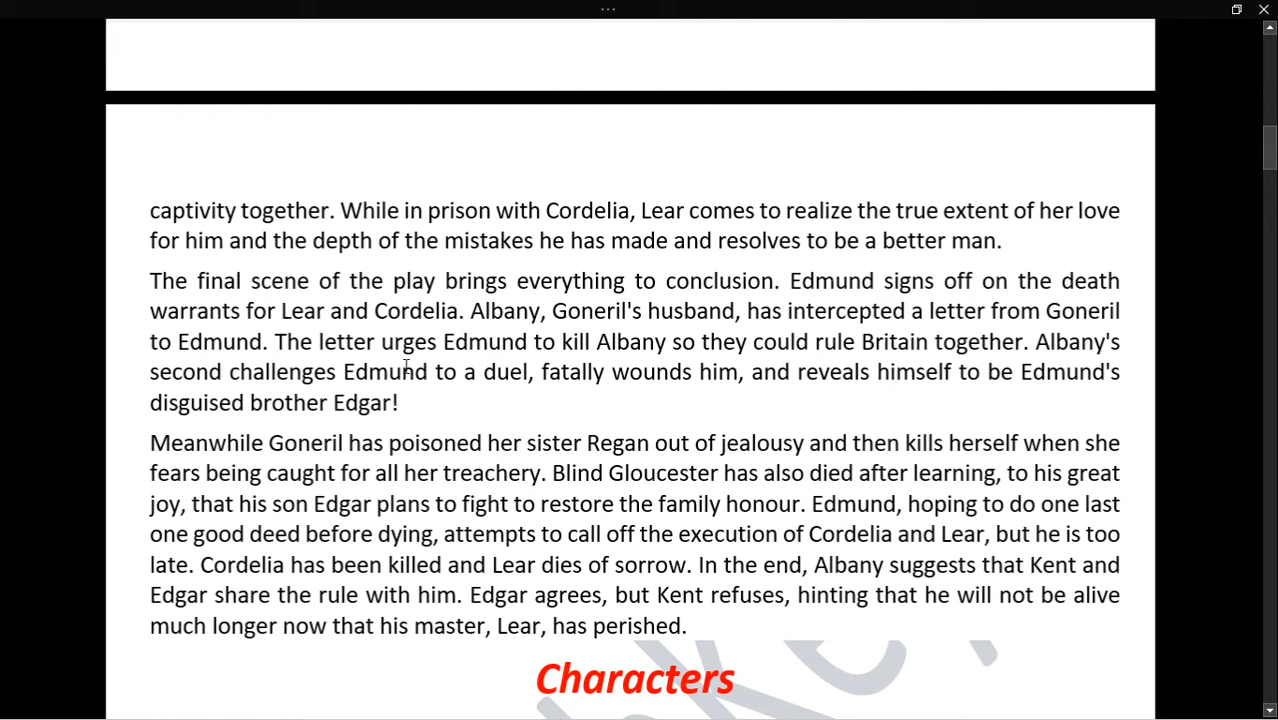 captivity together. While in prison with Cordelia, Lear comes to realize the true extent of her love
for him and the depth of the mistakes he has made and resolves to be a better man.
The final scene of the play brings everything to conclusion. Edmund signs off on the death
warrants for Lear and Cordelia. Albany, Goneril's husband, has intercepted a letter from Goneril
to Edmund. The letter urges Edmund to kill Albany so they could rule Britain together. Albany's
second challenges Edmund to a duel, fatally wounds him, and reveals himself to be Edmund's
disguised brother Edgar!
Meanwhile Goneril has poisoned her sister Regan out of jealousy and then kills herself when she
fears being caught for all her treachery. Blind Gloucester has also died after learning, to his great
joy, that his son Edgar plans to fight to restore the family honour. Edmund, hoping to do one last
one good deed before dying, attempts to call off the execution of Cordelia and Lear, but he is too
late. Cordelia has been killed and Lear dies of sorrow. In the end, Albany suggests that Kent and
Edgar share the rule with him. Edgar agrees, but Kent refuses, hinting that he will not be alive
much longer now that his master, Lear, has perished.
Characters